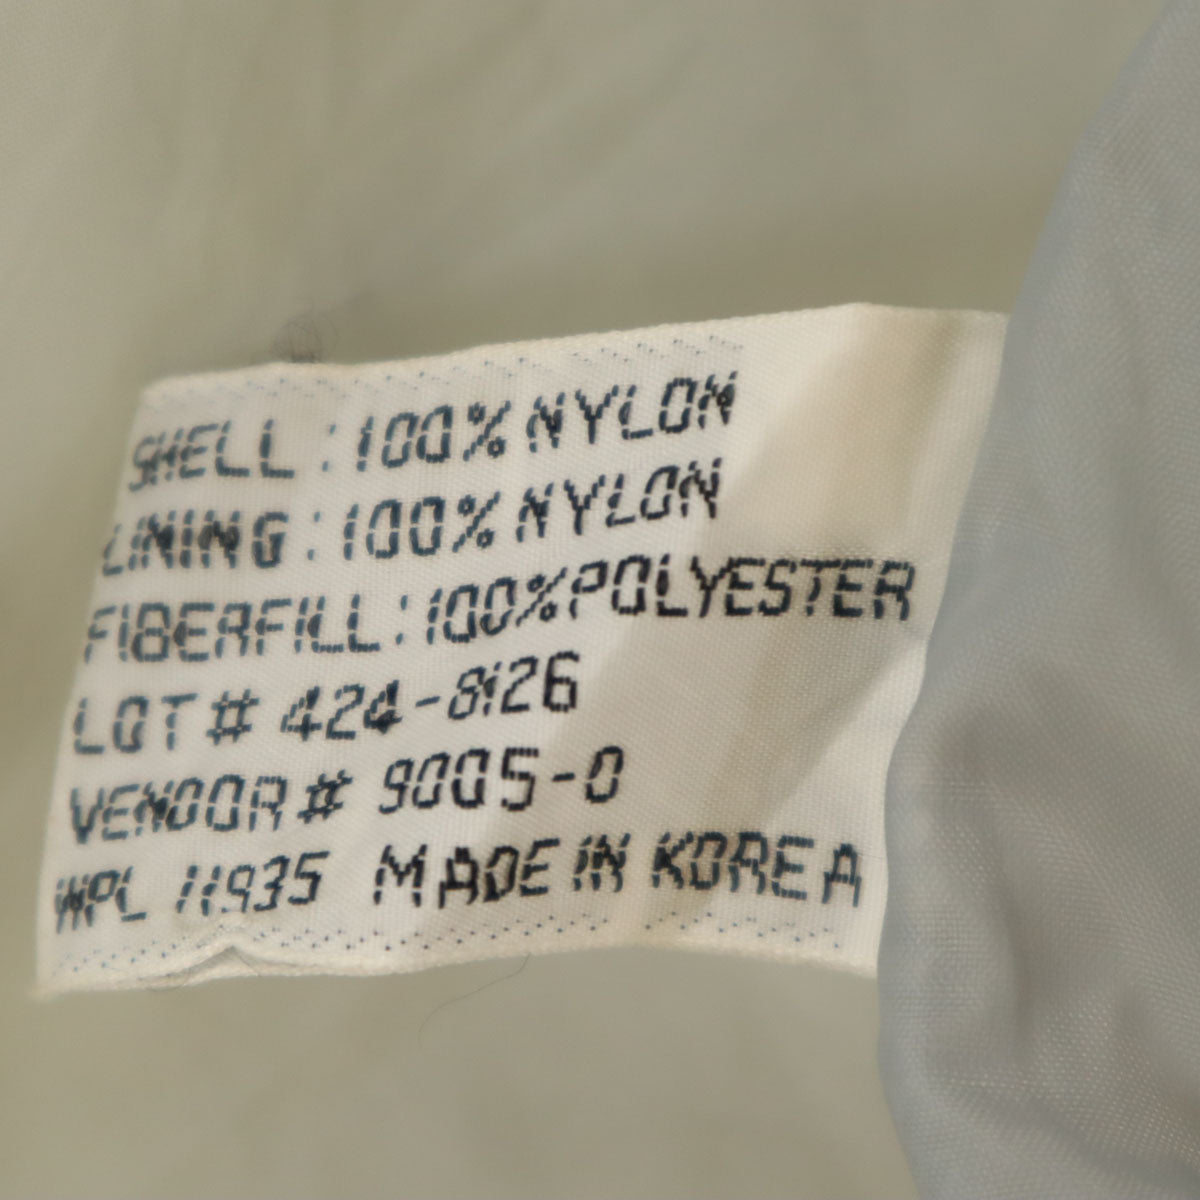 SHELL : 100% NYLON
LINING : 100% NYLON
FIBERFILL : 100% POLYESTER
LOT # 424-8126
VENDOR # 9005-0
WPL 11935 MADE IN KOREA